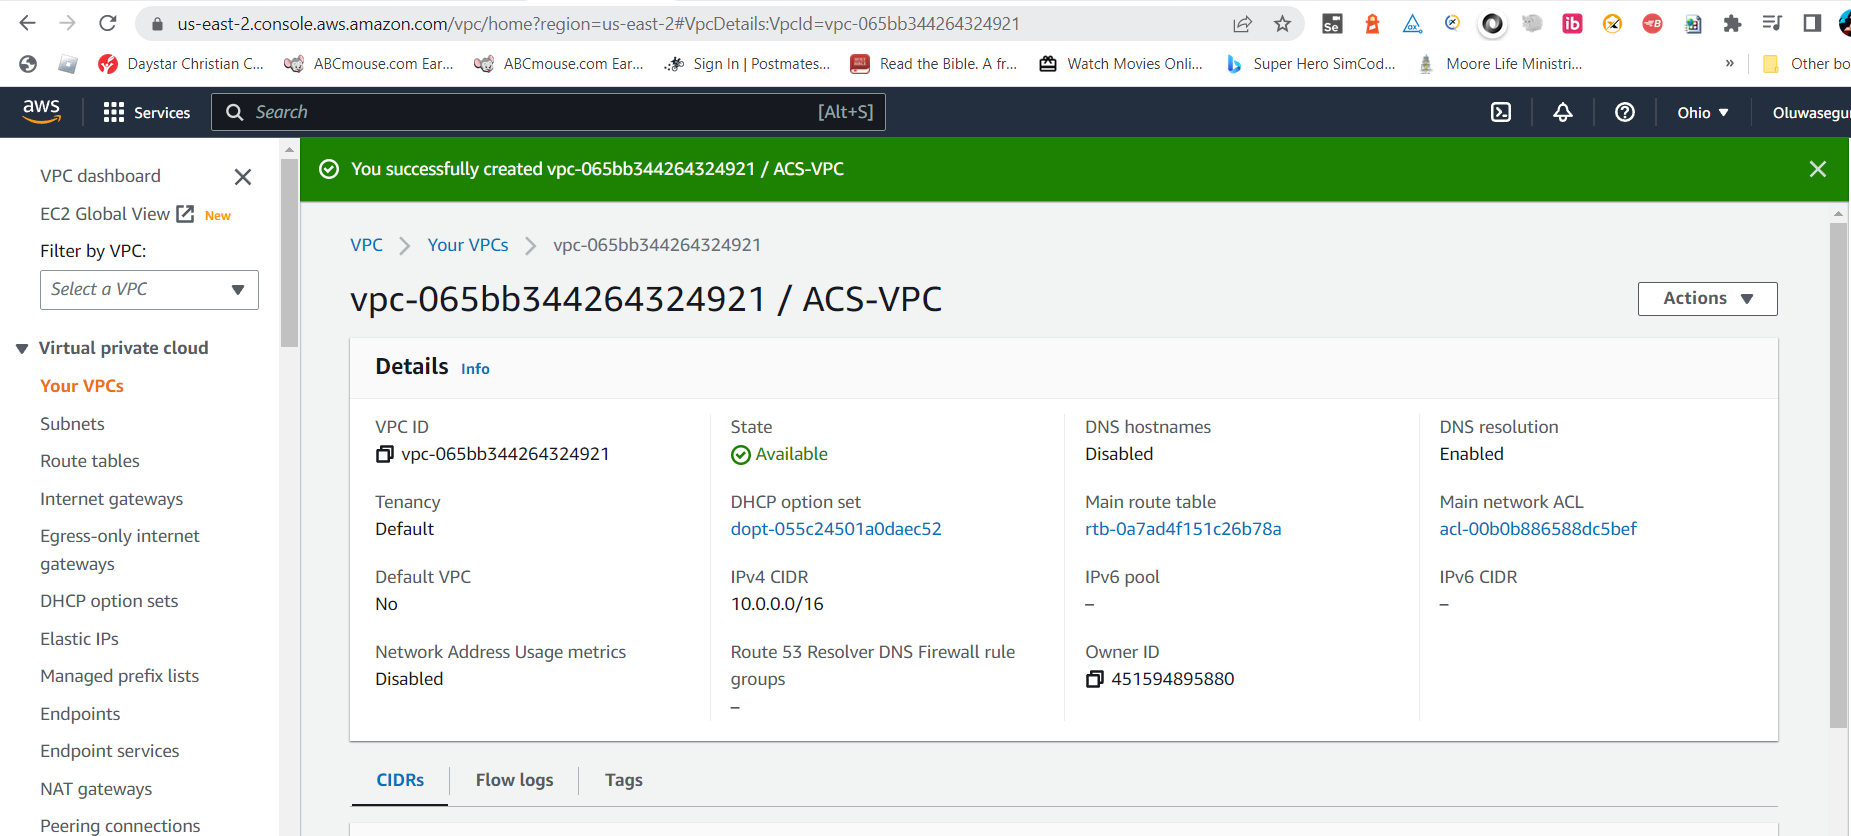 us-east-2.console.aws.amazon.com/vpc/home?region=us-east-2#VpcDetails:VpcId=vpc-065bb344264324921
Daystar Christian C...
ABCmouse.com Ear...
ABCmouse.com Ear...
Sign In | Postmates...
Read the Bible. A fr...
Watch Movies Onli...
Super Hero SimCod...
Moore Life Ministri...
»
Other bo
aws
Services
Search
[Alt+S]
Ohio
Oluwasegu
VPC dashboard
EC2 Global View New
Filter by VPC:
Select a VPC
Virtual private cloud
Your VPCs
Subnets
Route tables
Internet gateways
Egress-only internet
gateways
DHCP option sets
Elastic IPs
Managed prefix lists
Endpoints
Endpoint services
NAT gateways
Peering connections
You successfully created vpc-065bb344264324921 / ACS-VPC
VPC
Your VPCs
vpc-065bb344264324921
vpc-065bb344264324921 / ACS-VPC
Actions
Details Info
VPC ID
vpc-065bb344264324921
State
Available
DNS hostnames
Disabled
DNS resolution
Enabled
Tenancy
Default
DHCP option set
dopt-055c24501a0daec52
Main route table
rtb-0a7ad4f151c26b78a
Main network ACL
acl-00b0b886588dc5bef
Default VPC
No
IPv4 CIDR
10.0.0.0/16
IPv6 pool
–
IPv6 CIDR
–
Network Address Usage metrics
Disabled
Route 53 Resolver DNS Firewall rule
groups
–
Owner ID
451594895880
CIDRs
Flow logs
Tags